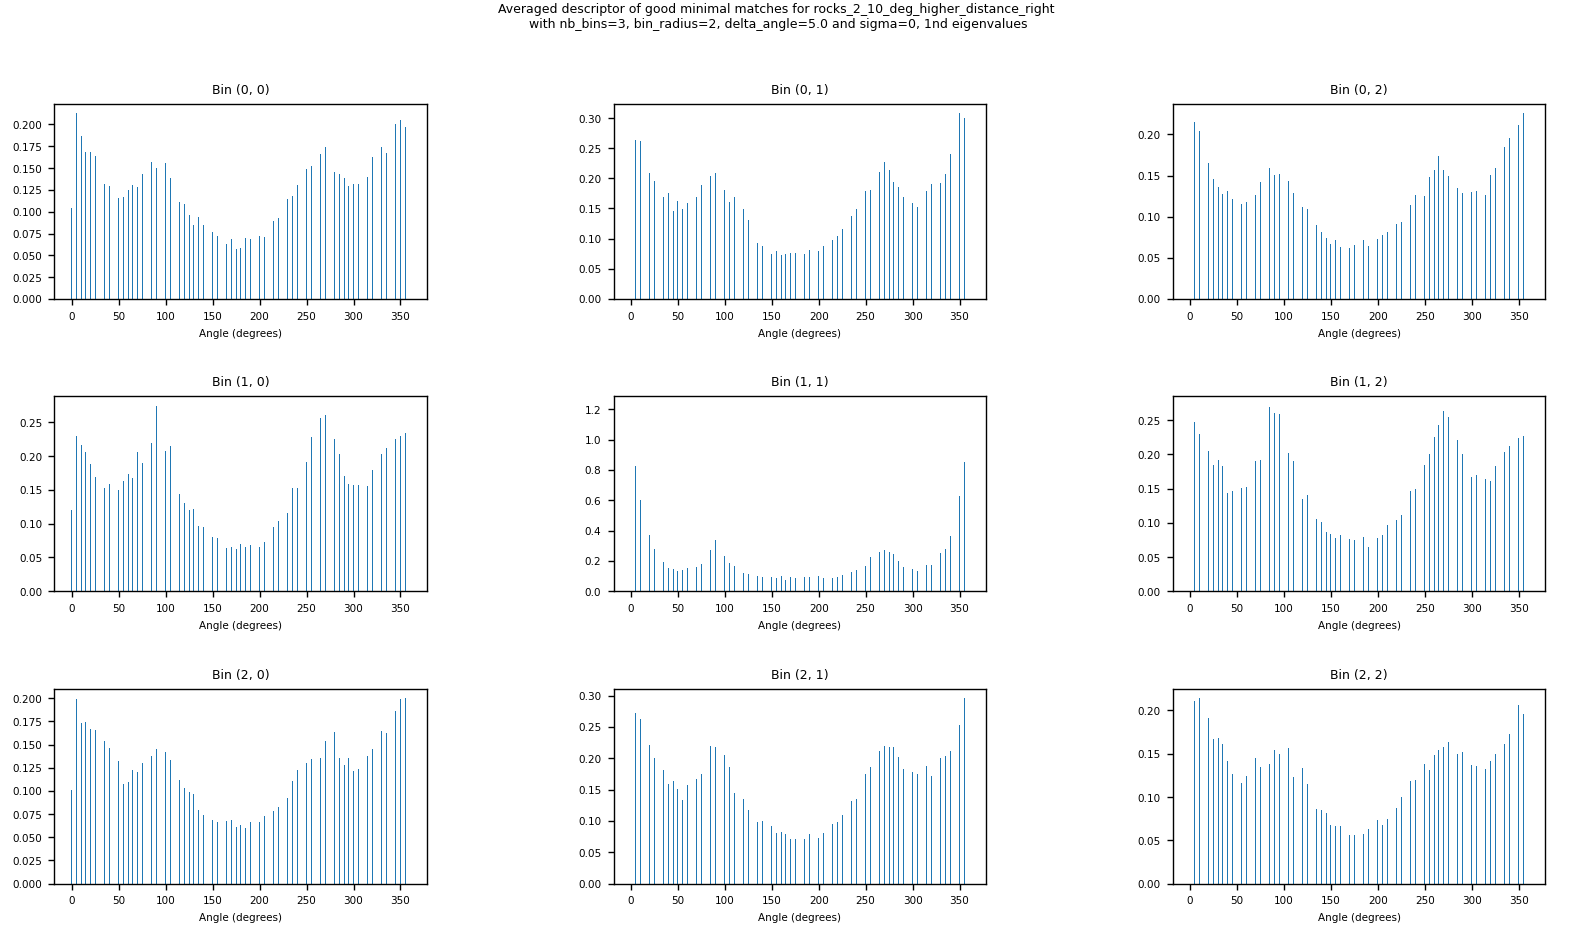 Averaged descriptor of good minimal matches for rocks_2_10_deg_higher_distance_right
with nb_bins=3, bin_radius=2, delta_angle=5.0 and sigma=0, 1nd eigenvalues
Bin (0, 0)
0.200
0.175
0.150
0.125
0.100
0.075
0.050
0.025
0.000
0 50 100 150 200 250 300 350
Angle (degrees)
Bin (0, 1)
0.30
0.25
0.20
0.15
0.10
0.05
0.00
0 50 100 150 200 250 300 350
Angle (degrees)
Bin (0, 2)
0.20
0.15
0.10
0.05
0.00
0 50 100 150 200 250 300 350
Angle (degrees)
Bin (1, 0)
0.25
0.20
0.15
0.10
0.05
0.00
0 50 100 150 200 250 300 350
Angle (degrees)
Bin (1, 1)
1.2
1.0
0.8
0.6
0.4
0.2
0.0
0 50 100 150 200 250 300 350
Angle (degrees)
Bin (1, 2)
0.25
0.20
0.15
0.10
0.05
0.00
0 50 100 150 200 250 300 350
Angle (degrees)
Bin (2, 0)
0.200
0.175
0.150
0.125
0.100
0.075
0.050
0.025
0.000
0 50 100 150 200 250 300 350
Angle (degrees)
Bin (2, 1)
0.30
0.25
0.20
0.15
0.10
0.05
0.00
0 50 100 150 200 250 300 350
Angle (degrees)
Bin (2, 2)
0.20
0.15
0.10
0.05
0.00
0 50 100 150 200 250 300 350
Angle (degrees)